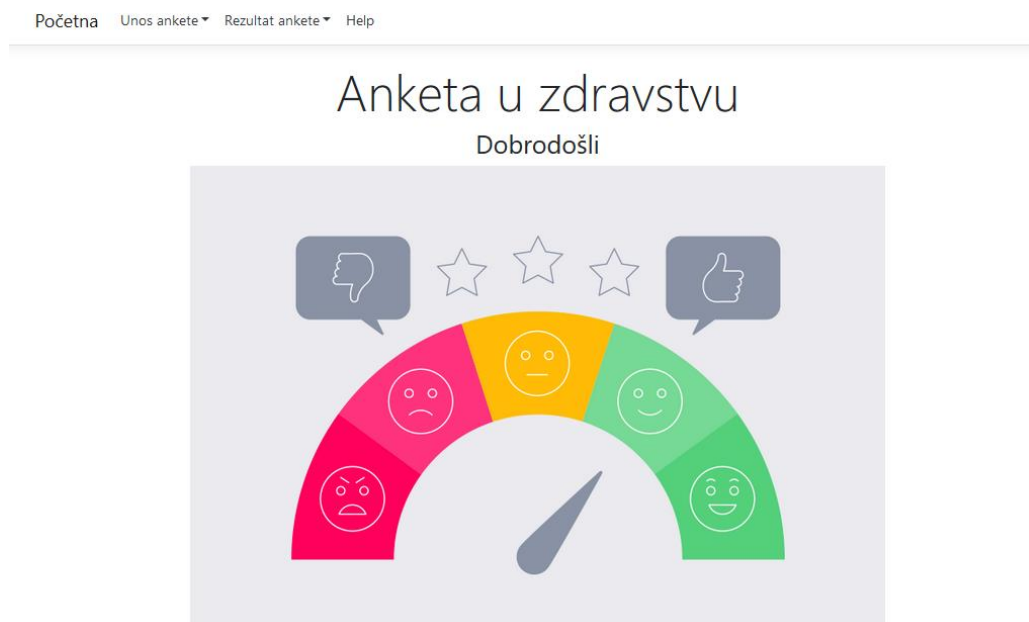 Početna Unos ankete Rezultat ankete Help
Anketa u zdravstvu
Dobrodošli